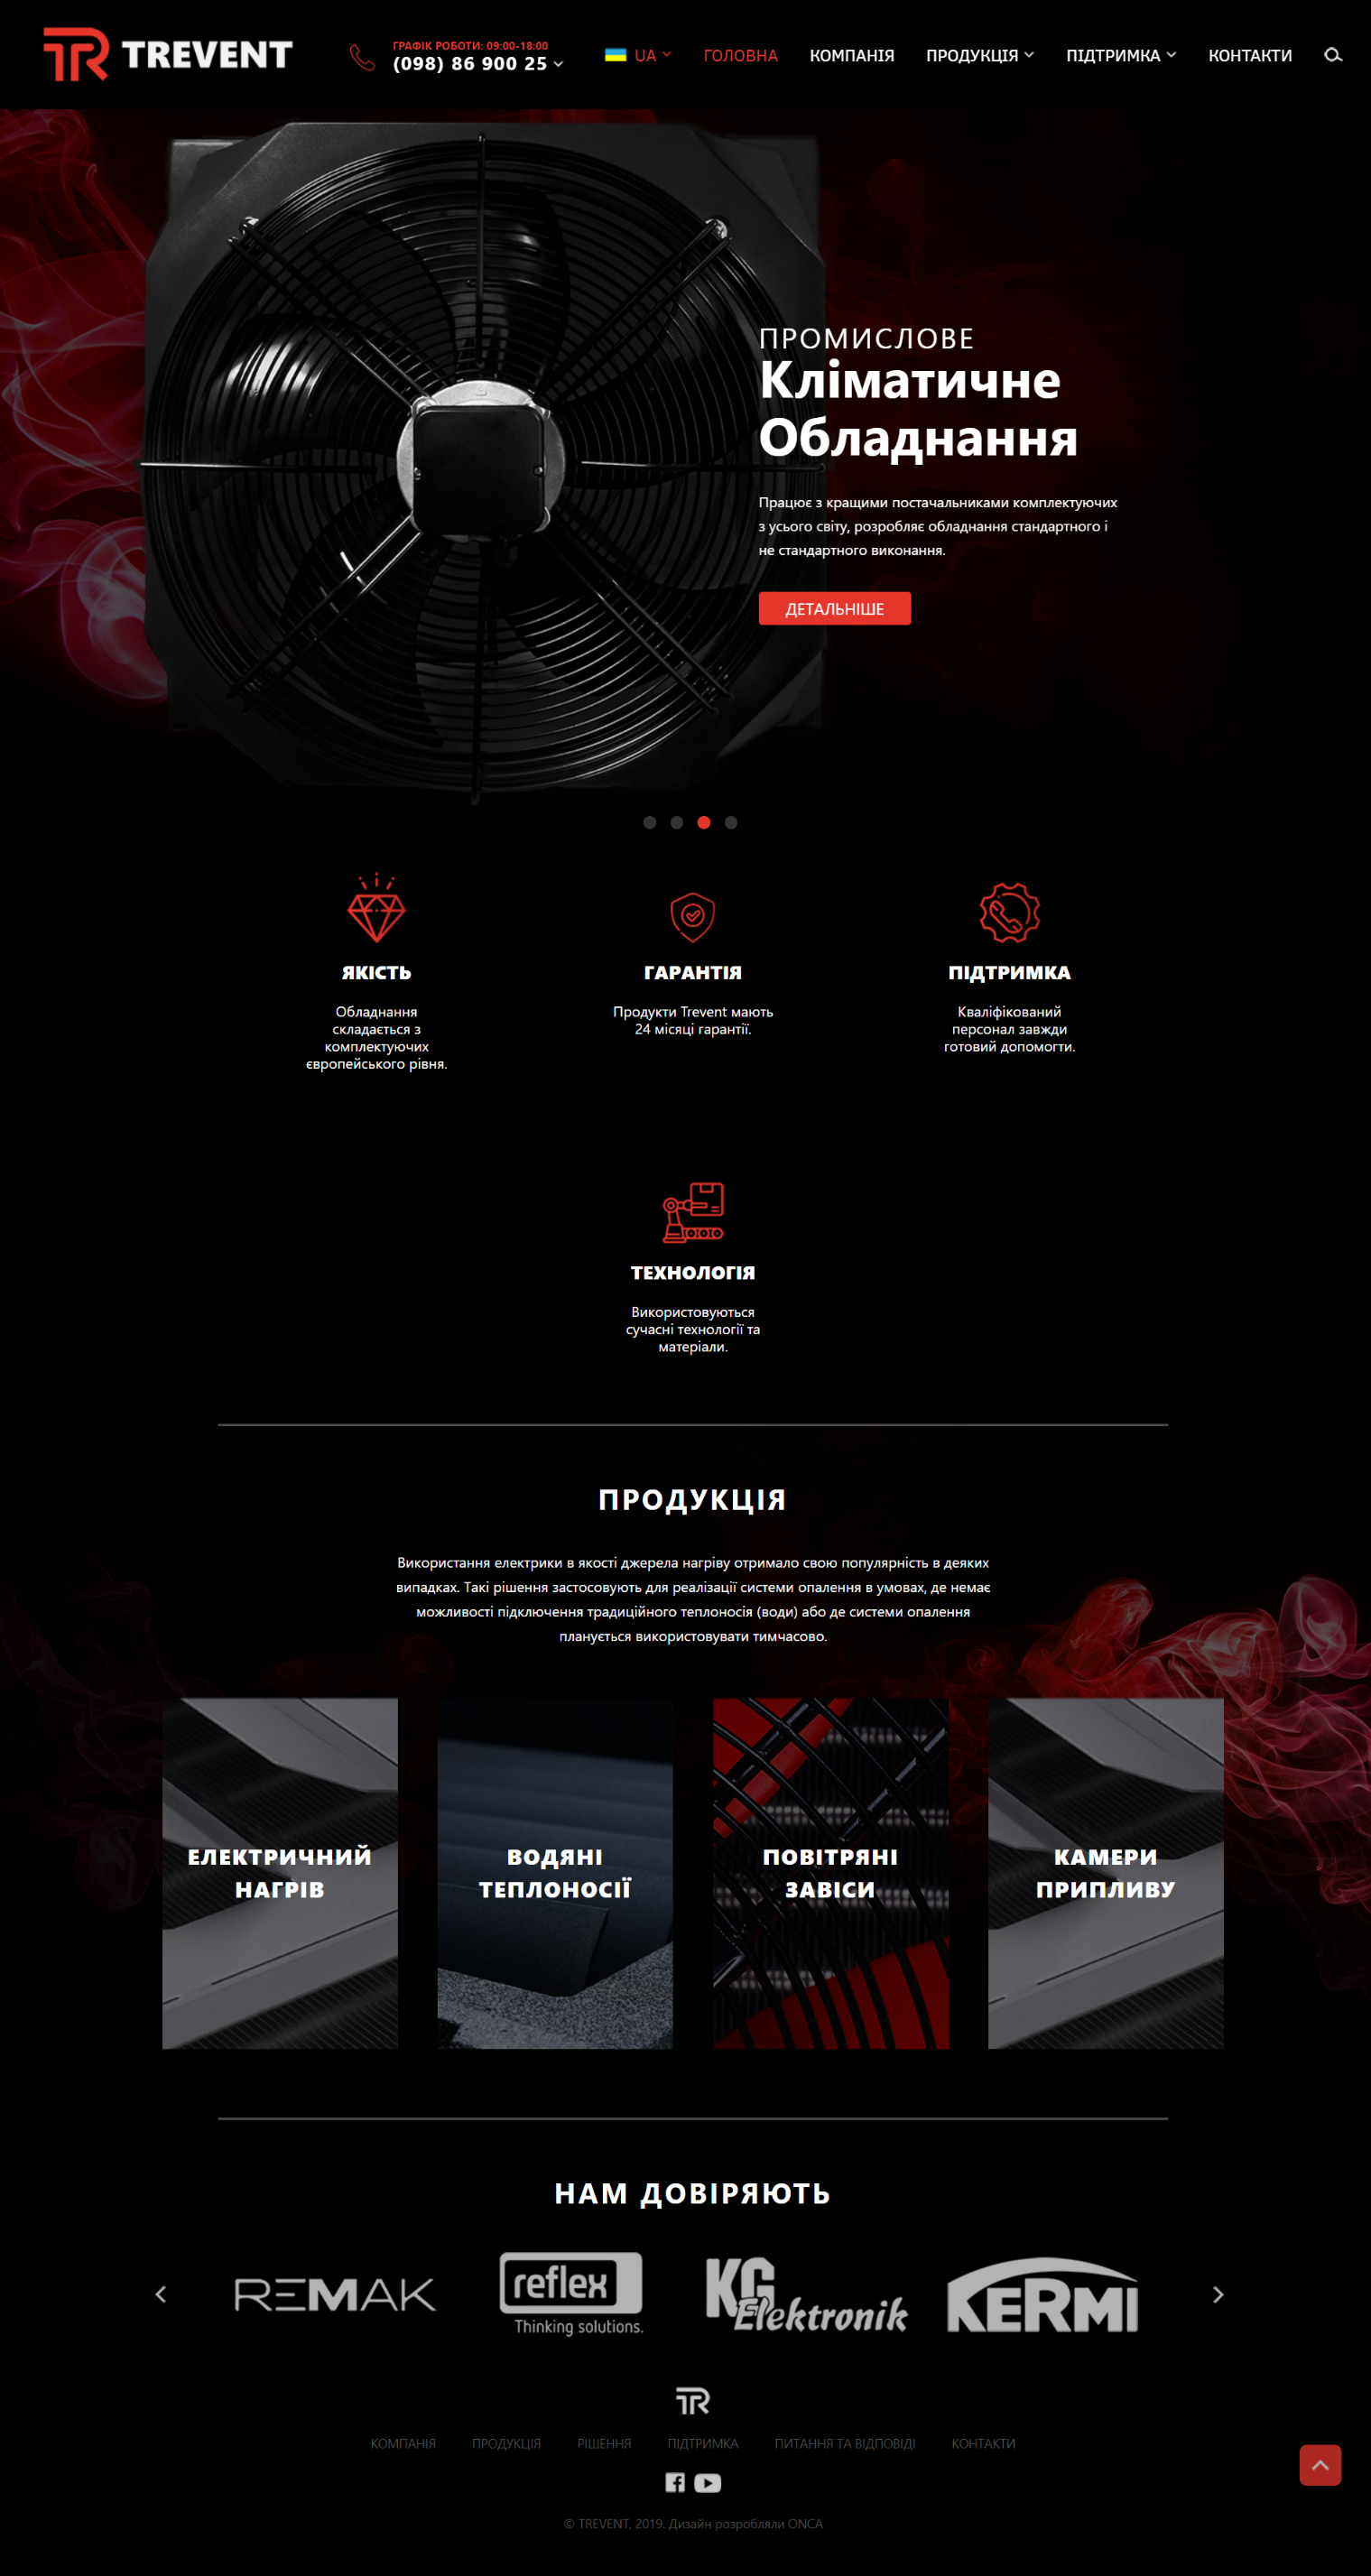 TREVENT
ГРАФІК РОБОТИ: 09:00-18:00
(098) 86 900 25
UA
ГОЛОВНА
КОМПАНІЯ
ПРОДУКЦІЯ
ПІДТРИМКА
КОНТАКТИ
ПРОМИСЛОВЕ
Кліматичне
Обладнання
Працює з кращими постачальниками комплектуючих
з усього світу, розробляє обладнання стандартного і
не стандартного виконання.
ДЕТАЛЬНІШЕ
ЯКІСТЬ
Обладнання
складається з
комплектуючих
європейського рівня.
ГАРАНТІЯ
Продукти Trevent мають
24 місяці гарантії.
ПІДТРИМКА
Кваліфікований
персонал завжди
готовий допомогти.
ТЕХНОЛОГІЯ
Використовуються
сучасні технології та
матеріали.
ПРОДУКЦІЯ
Використання електрики в якості джерела нагріву отримало свою популярність в деяких
випадках. Такі рішення застосовують для реалізації системи опалення в умовах, де немає
можливості підключення традиційного теплоносія (води) або де системи опалення
планується використовувати тимчасово.
ЕЛЕКТРИЧНИЙ
НАГРІВ
ВОДЯНІ
ТЕПЛОНОСІЇ
ПОВІТРЯНІ
ЗАВІСИ
КАМЕРИ
ПРИПЛИВУ
НАМ ДОВІРЯЮТЬ
REMAK
reflex
Thinking solutions.
KG
Elektronik
KERMI
TR
КОМПАНІЯ
ПРОДУКЦІЯ
РІШЕННЯ
ПІДТРИМКА
ПИТАННЯ ТА ВІДПОВІДІ
КОНТАКТИ
© TREVENT, 2019. Дизайн розробляли ONCA